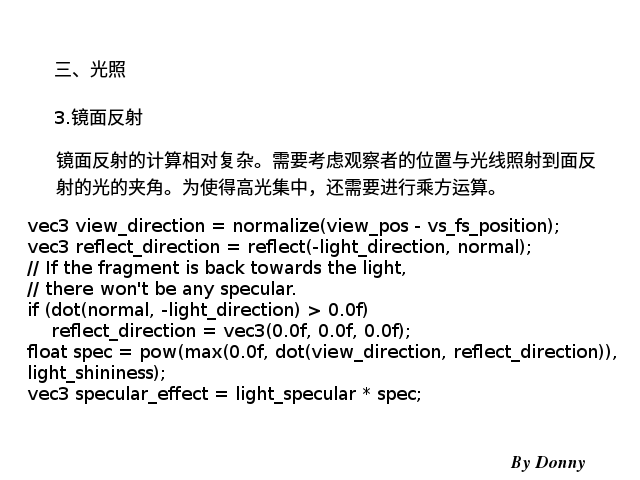 三、光照
3.镜面反射
镜面反射的计算相对复杂。需要考虑观察者的位置与光线照射到面反
射的光的夹角。为使得高光集中，还需要进行乘方运算。
vec3 view_direction = normalize(view_pos - vs_fs_position);
vec3 reflect_direction = reflect(-light_direction, normal);
// If the fragment is back towards the light,
// there won't be any specular.
if (dot(normal, -light_direction) > 0.0f)
    reflect_direction = vec3(0.0f, 0.0f, 0.0f);
float spec = pow(max(0.0f, dot(view_direction, reflect_direction)),
light_shininess);
vec3 specular_effect = light_specular * spec;
By Donny